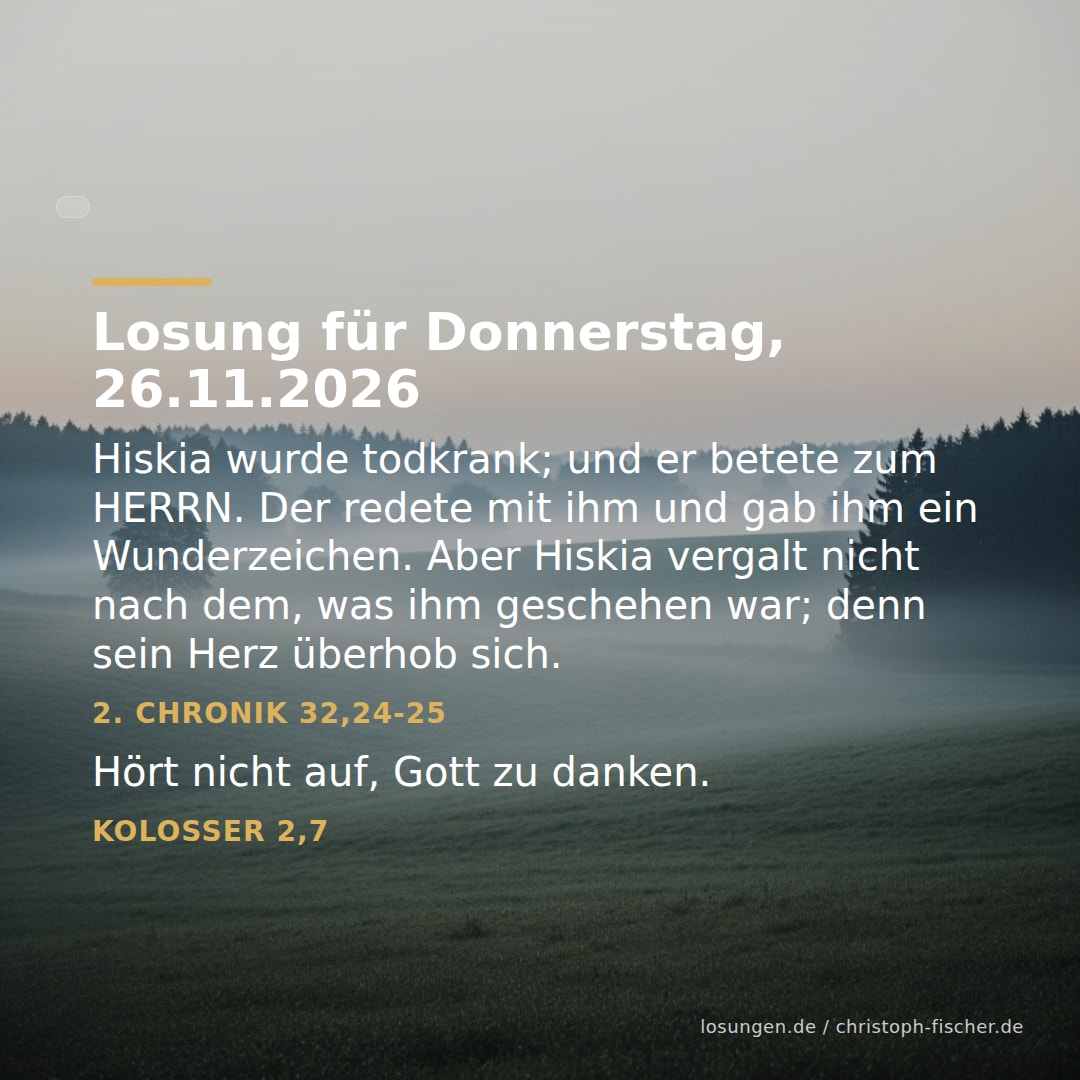 Losung für Donnerstag,
26.11.2026
Hiskia wurde todkrank; und er betete zum
HERRN. Der redete mit ihm und gab ihm ein
Wunderzeichen. Aber Hiskia vergalt nicht
nach dem, was ihm geschehen war; denn
sein Herz überhob sich.
2. CHRONIK 32,24-25
Hört nicht auf, Gott zu danken.
KOLOSSER 2,7
losungen.de / christoph-fischer.de